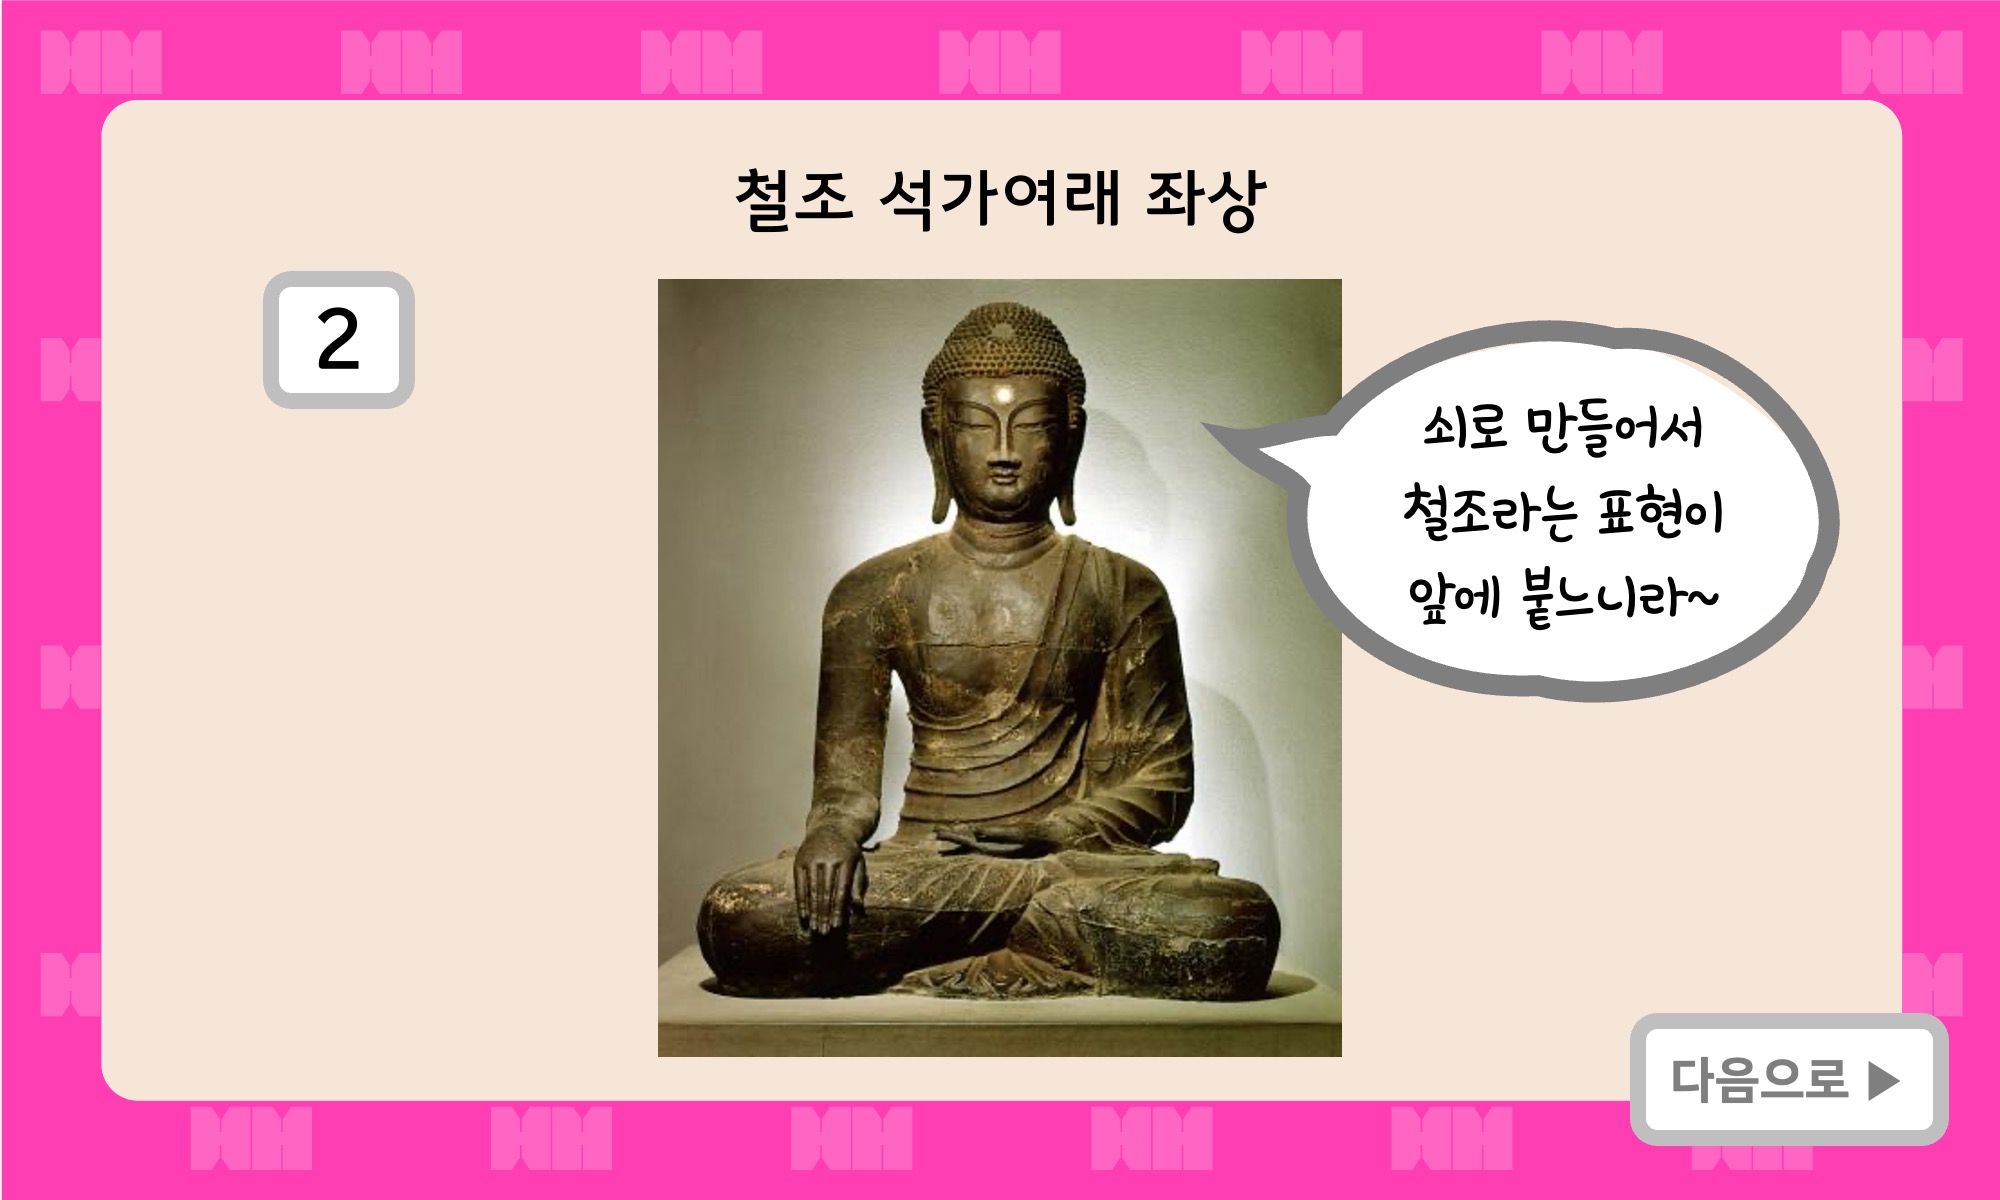 철조 석가여래 좌상
2
쇠로 만들어서
철조라는 표현이
앞에 붙느니라~
다음으로 ▶